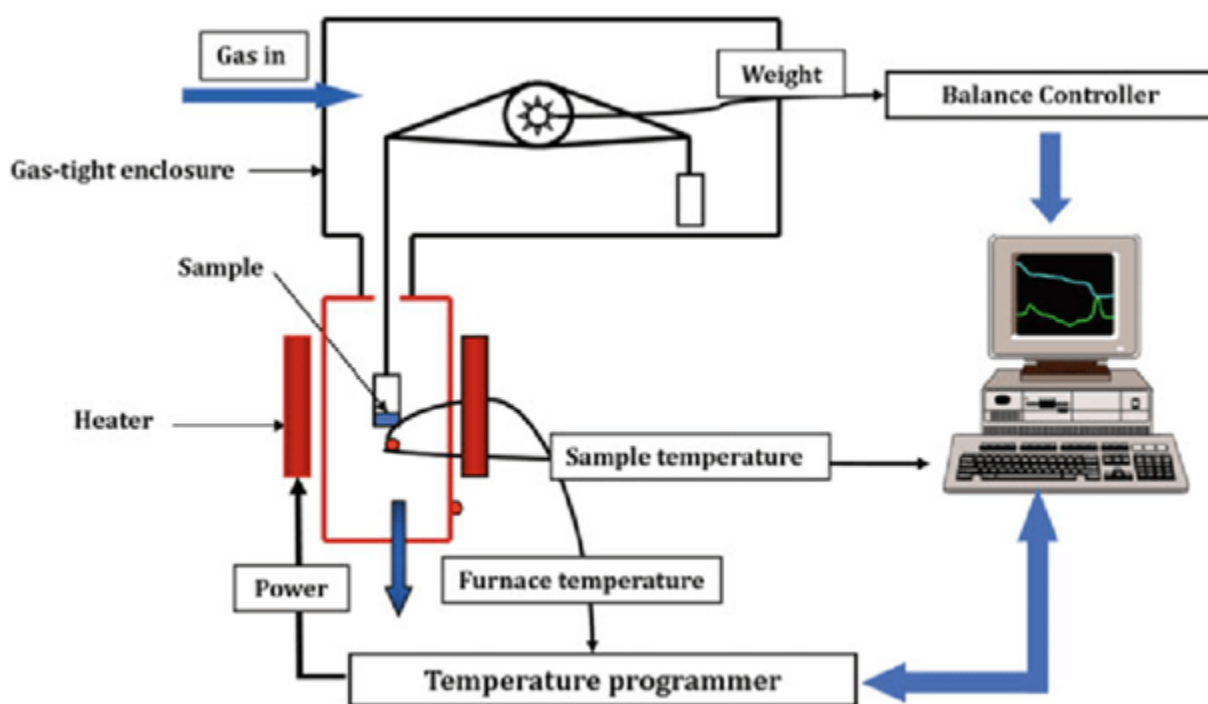 Gas in
Weight
Balance Controller
Gas-tight enclosure
Sample
Heater
Sample temperature
Power
Furnace temperature
Temperature programmer